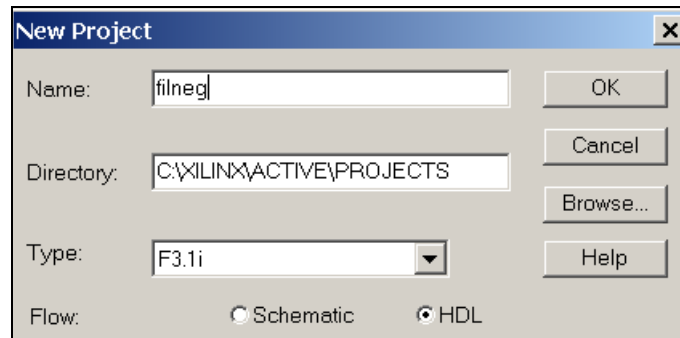 New Project
Name: filneg OK
Cancel
Directory: C:\XILINX\ACTIVE\PROJECTS
Browse...
Type: F3.1i Help
Flow: Schematic HDL